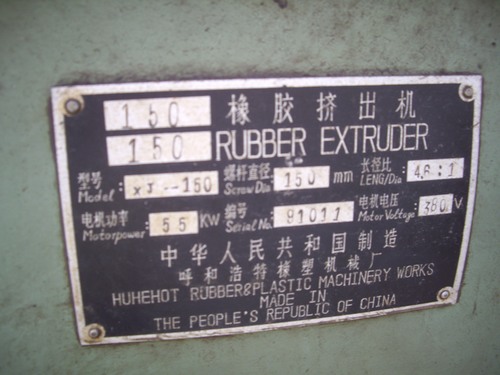 150 橡胶挤出机
150 RUBBER EXTRUDER
型号 Model: XJ--150 螺杆直径 Screw Dia: 150 mm 长径比 LENG/Dia: 4.6:1
电机功率 Motorpower: 55 KW 编号 Serial No.: 91011 电机电压 Motor Voltage: 380 V
中华人民共和国制造
呼和浩特橡塑机械厂
HUHEHOT RUBBER&PLASTIC MACHINERY WORKS
MADE IN
THE PEOPLE'S REPUBLIC OF CHINA